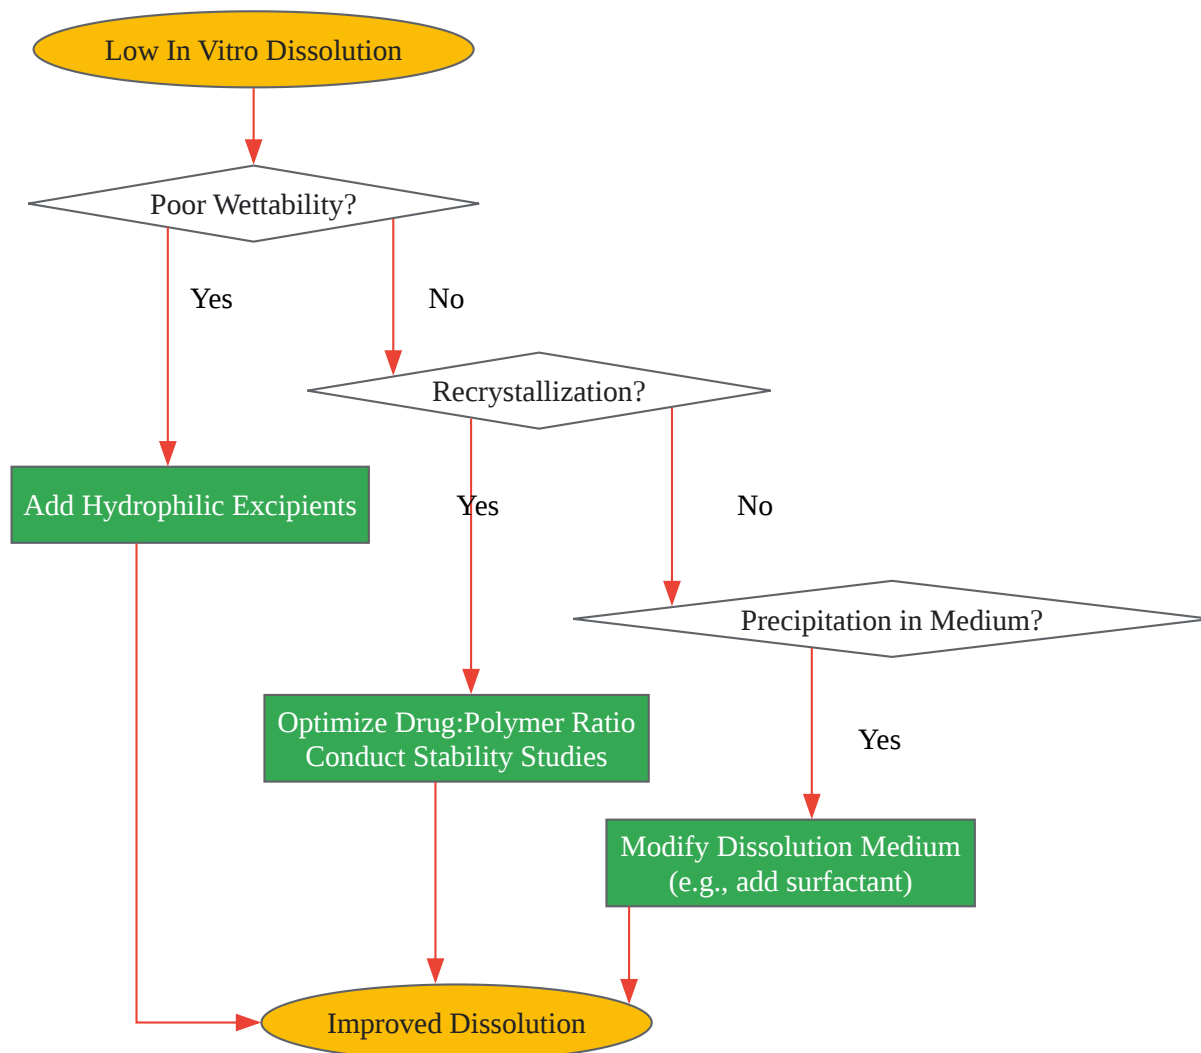 Low In Vitro Dissolution
Poor Wettability?
Yes
No
Recrystallization?
Add Hydrophilic Excipients
Yes
No
Precipitation in Medium?
Optimize Drug:Polymer Ratio
Conduct Stability Studies
Yes
Modify Dissolution Medium
(e.g., add surfactant)
Improved Dissolution